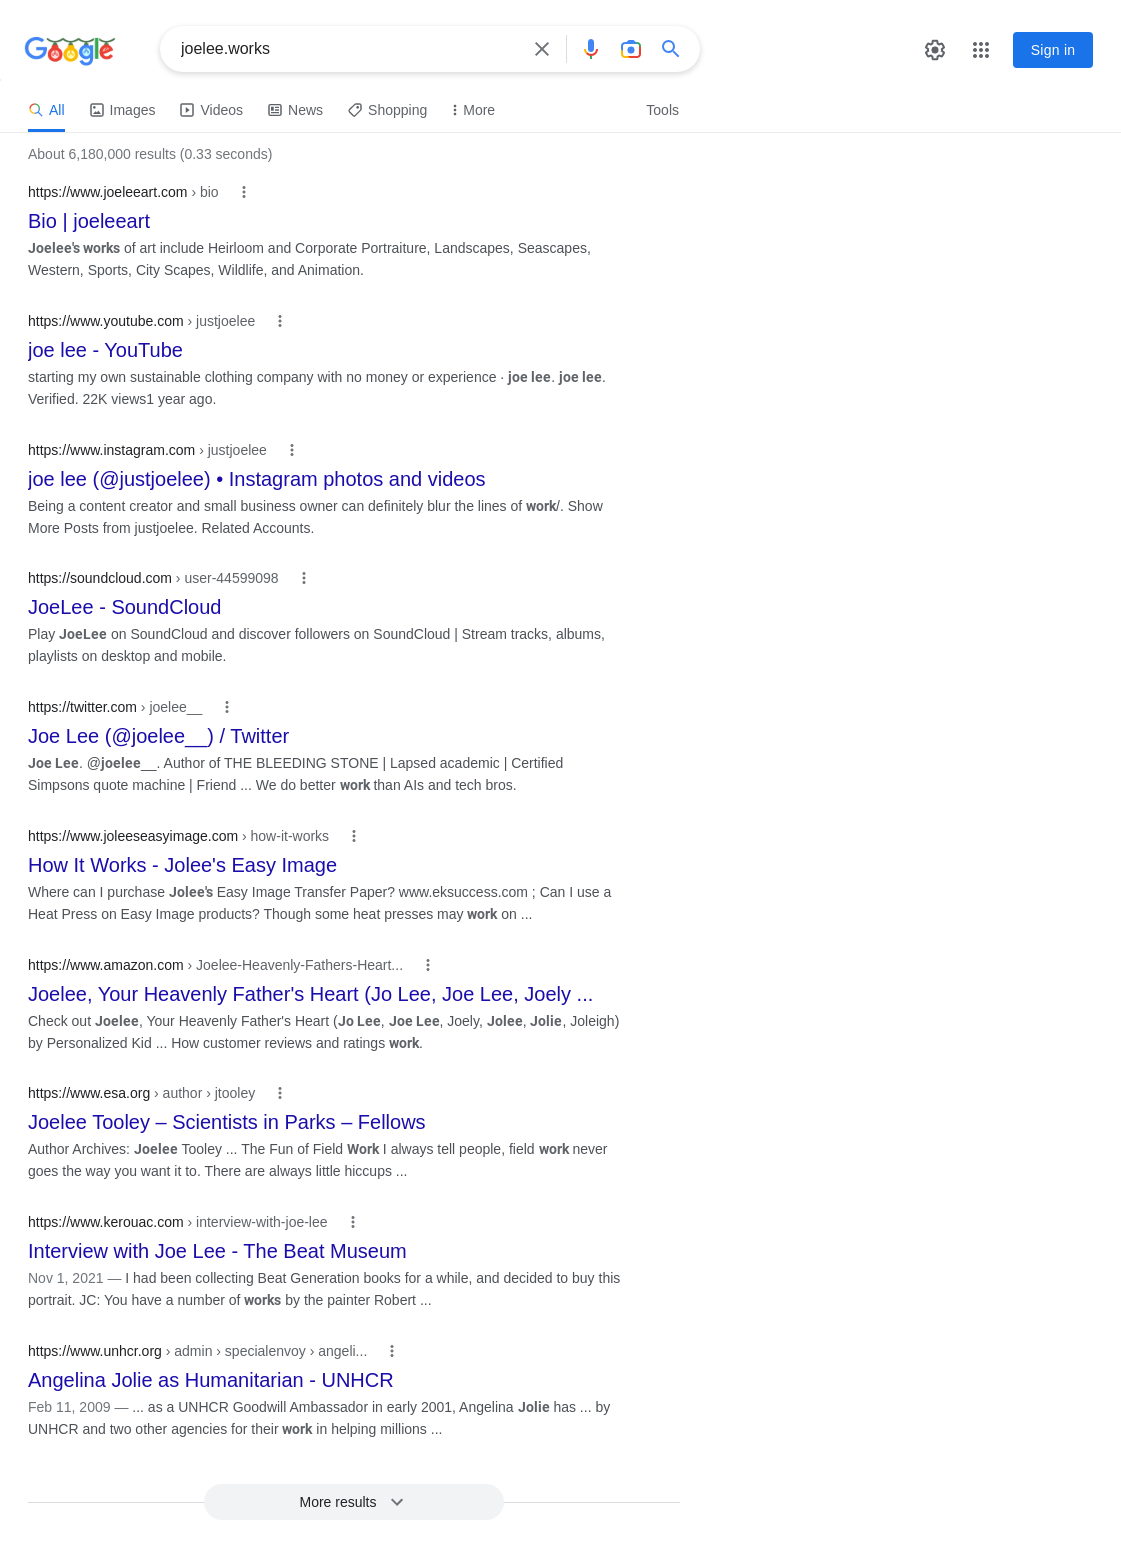 Google
joelee.works
Sign in
All Images Videos News Shopping More Tools
About 6,180,000 results (0.33 seconds)
https://www.joeleeart.com › bio
Bio | joeleeart
Joelee's works of art include Heirloom and Corporate Portraiture, Landscapes, Seascapes,
Western, Sports, City Scapes, Wildlife, and Animation.
https://www.youtube.com › justjoelee
joe lee - YouTube
starting my own sustainable clothing company with no money or experience · joe lee. joe lee.
Verified. 22K views1 year ago.
https://www.instagram.com › justjoelee
joe lee (@justjoelee) • Instagram photos and videos
Being a content creator and small business owner can definitely blur the lines of work/. Show
More Posts from justjoelee. Related Accounts.
https://soundcloud.com › user-44599098
JoeLee - SoundCloud
Play JoeLee on SoundCloud and discover followers on SoundCloud | Stream tracks, albums,
playlists on desktop and mobile.
https://twitter.com › joelee__
Joe Lee (@joelee__) / Twitter
Joe Lee. @joelee__. Author of THE BLEEDING STONE | Lapsed academic | Certified
Simpsons quote machine | Friend ... We do better work than AIs and tech bros.
https://www.joleeseasyimage.com › how-it-works
How It Works - Jolee's Easy Image
Where can I purchase Jolee's Easy Image Transfer Paper? www.eksuccess.com ; Can I use a
Heat Press on Easy Image products? Though some heat presses may work on ...
https://www.amazon.com › Joelee-Heavenly-Fathers-Heart...
Joelee, Your Heavenly Father's Heart (Jo Lee, Joe Lee, Joely ...
Check out Joelee, Your Heavenly Father's Heart (Jo Lee, Joe Lee, Joely, Jolee, Jolie, Joleigh)
by Personalized Kid ... How customer reviews and ratings work.
https://www.esa.org › author › jtooley
Joelee Tooley – Scientists in Parks – Fellows
Author Archives: Joelee Tooley ... The Fun of Field Work I always tell people, field work never
goes the way you want it to. There are always little hiccups ...
https://www.kerouac.com › interview-with-joe-lee
Interview with Joe Lee - The Beat Museum
Nov 1, 2021 — I had been collecting Beat Generation books for a while, and decided to buy this
portrait. JC: You have a number of works by the painter Robert ...
https://www.unhcr.org › admin › specialenvoy › angeli...
Angelina Jolie as Humanitarian - UNHCR
Feb 11, 2009 — ... as a UNHCR Goodwill Ambassador in early 2001, Angelina Jolie has ... by
UNHCR and two other agencies for their work in helping millions ...
More results